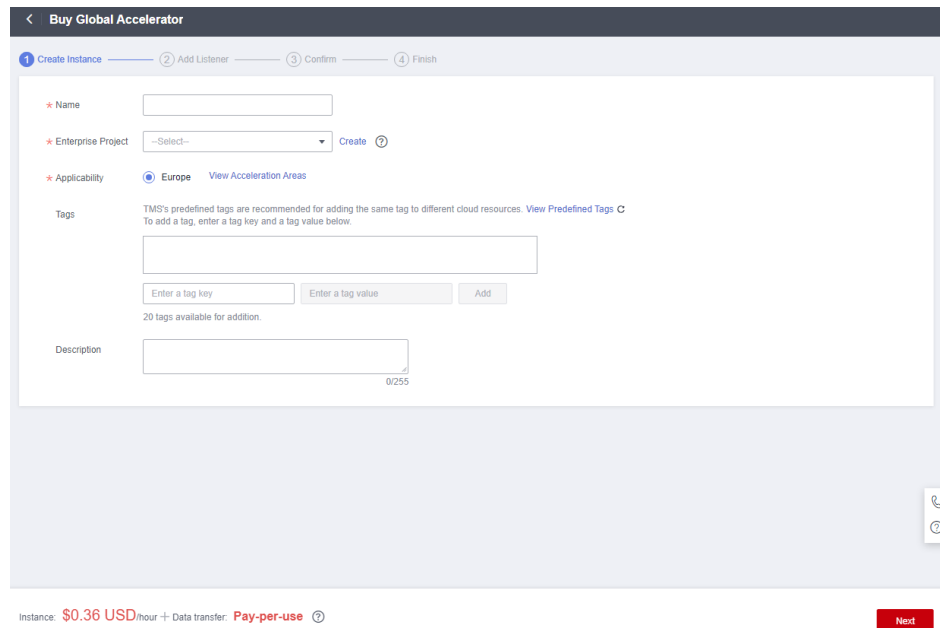 Buy Global Accelerator
1 Create Instance 2 Add Listener 3 Confirm 4 Finish
* Name
* Enterprise Project --Select-- Create ?
* Applicability Europe View Acceleration Areas
Tags TMS's predefined tags are recommended for adding the same tag to different cloud resources. View Predefined Tags
To add a tag, enter a tag key and a tag value below.
Enter a tag key Enter a tag value Add
20 tags available for addition.
Description
0/255
?
Instance: $0.36 USD/hour + Data transfer: Pay-per-use ? Next